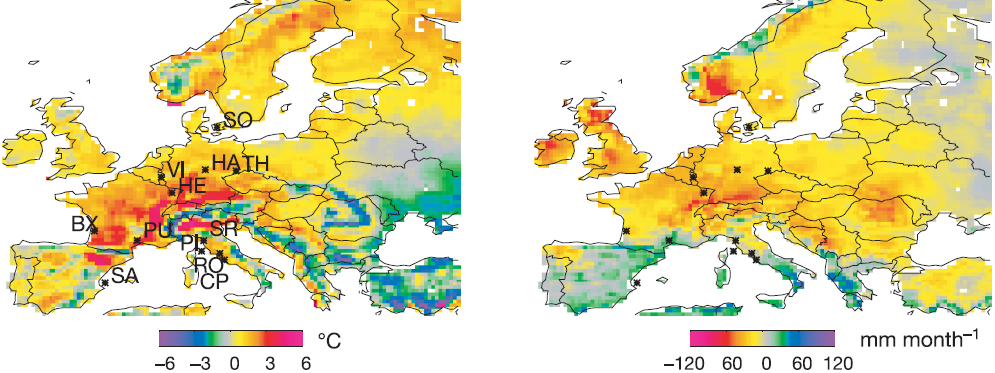 SO
VI
HA TH
HE
BX
PU
SR
PI
RO
SA
CP
−6 −3 0 3 6 °C
−120 60 0 60 120 mm month⁻¹